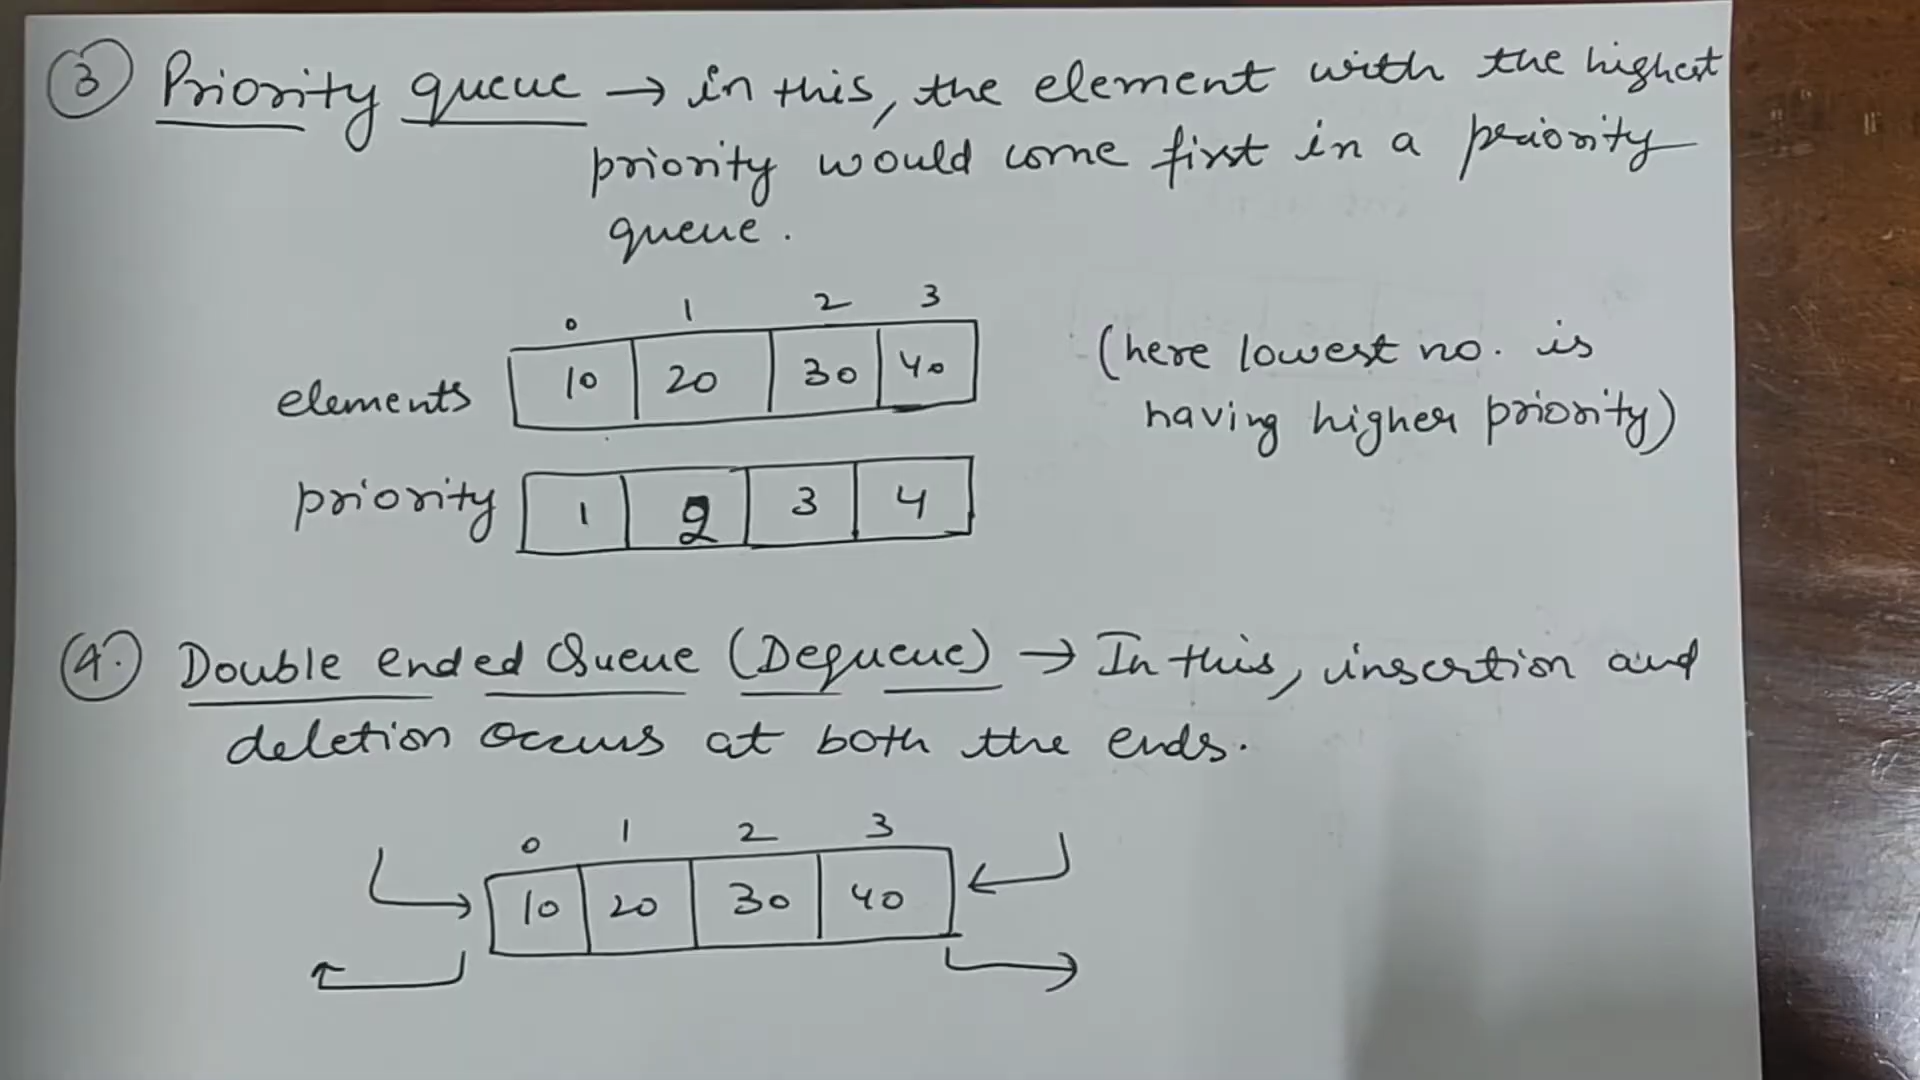 ③ Priority queue → in this, the element with the highest
priority would come first in a priority
queue.
0 1 2 3
elements 10 20 30 40
(here lowest no. is
having higher priority)
priority 1 2 3 4
④. Double ended Queue (Dequeue) → In this, insertion and
deletion occurs at both the ends.
0 1 2 3
10 20 30 40